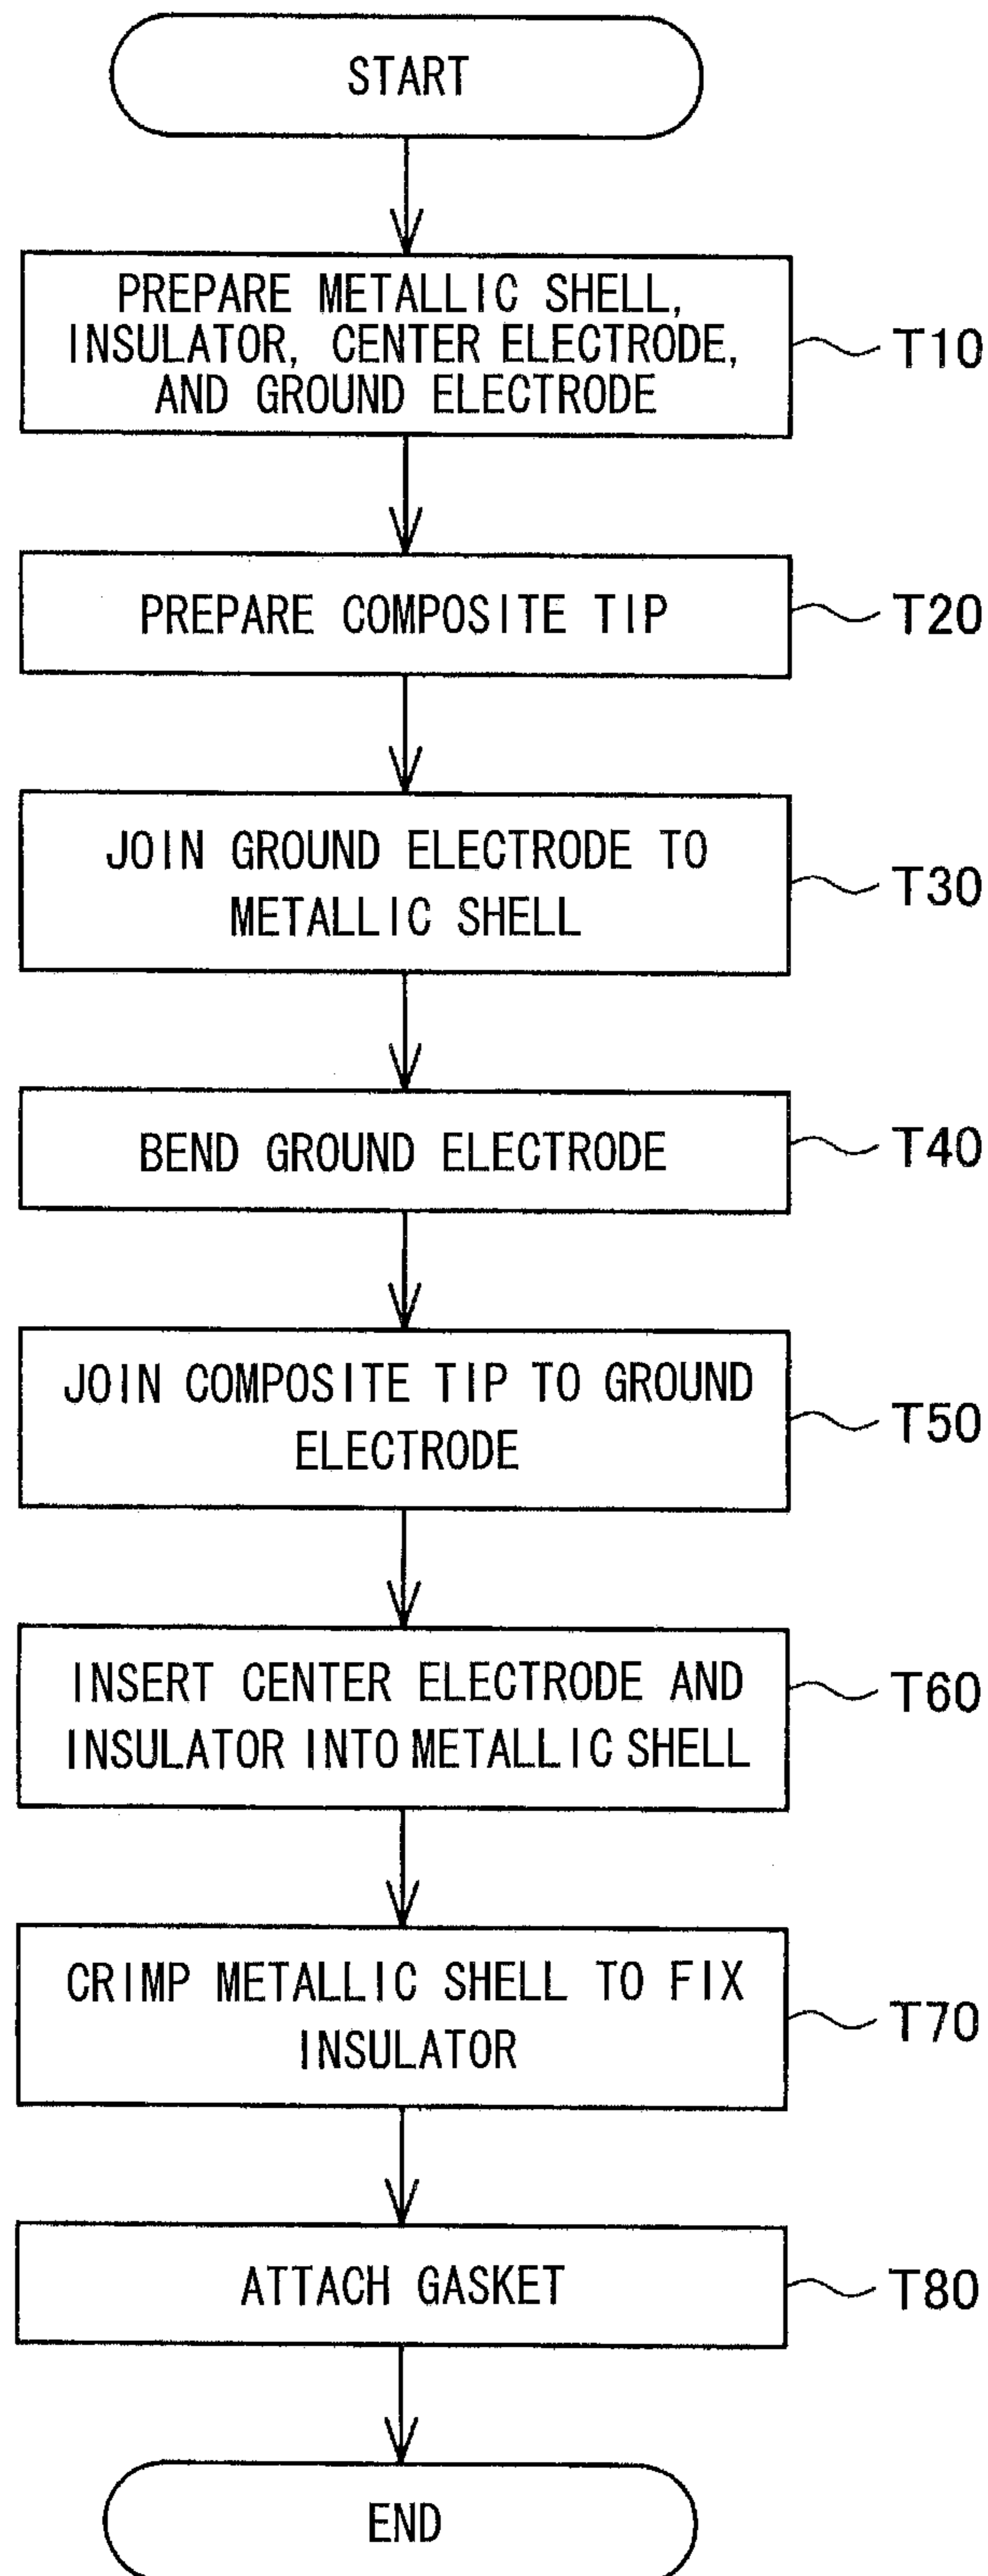 START
PREPARE METALLIC SHELL,
INSULATOR, CENTER ELECTRODE,
AND GROUND ELECTRODE
T10
PREPARE COMPOSITE TIP
T20
JOIN GROUND ELECTRODE TO
METALLIC SHELL
T30
BEND GROUND ELECTRODE
T40
JOIN COMPOSITE TIP TO GROUND
ELECTRODE
T50
INSERT CENTER ELECTRODE AND
INSULATOR INTO METALLIC SHELL
T60
CRIMP METALLIC SHELL TO FIX
INSULATOR
T70
ATTACH GASKET
T80
END